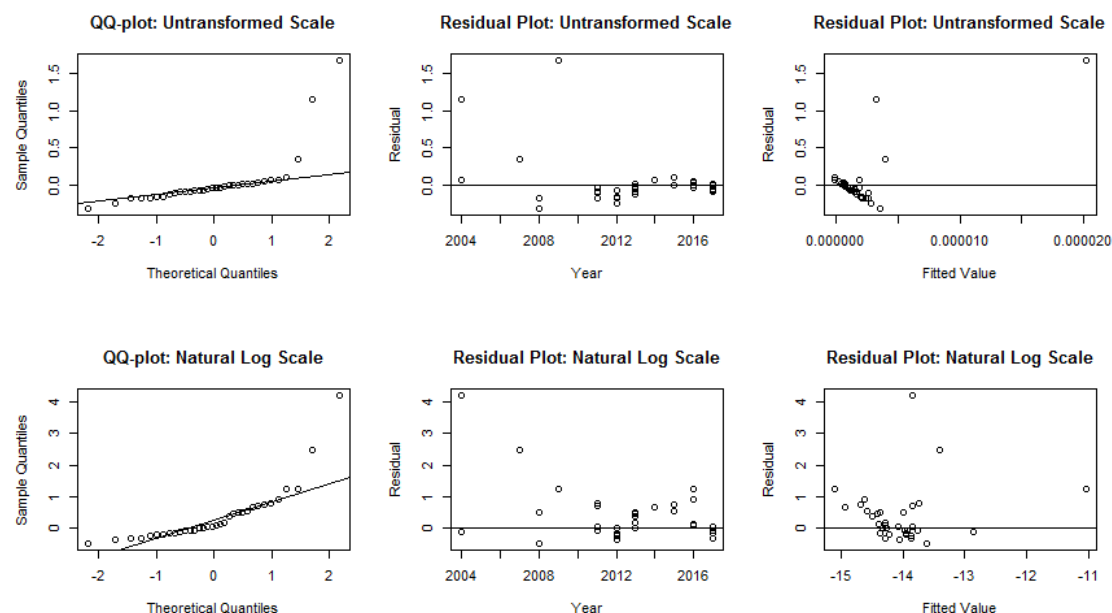 QQ-plot: Untransformed Scale
Sample Quantiles
0.0 0.5 1.0 1.5
-2 -1 0 1 2
Theoretical Quantiles
Residual Plot: Untransformed Scale
Residual
0.0 0.5 1.0 1.5
2004 2008 2012 2016
Year
Residual Plot: Untransformed Scale
Residual
0.0 0.5 1.0 1.5
0.000000 0.000010 0.000020
Fitted Value
QQ-plot: Natural Log Scale
Sample Quantiles
0 1 2 3 4
-2 -1 0 1 2
Theoretical Quantiles
Residual Plot: Natural Log Scale
Residual
0 1 2 3 4
2004 2008 2012 2016
Year
Residual Plot: Natural Log Scale
Residual
0 1 2 3 4
-15 -14 -13 -12 -11
Fitted Value